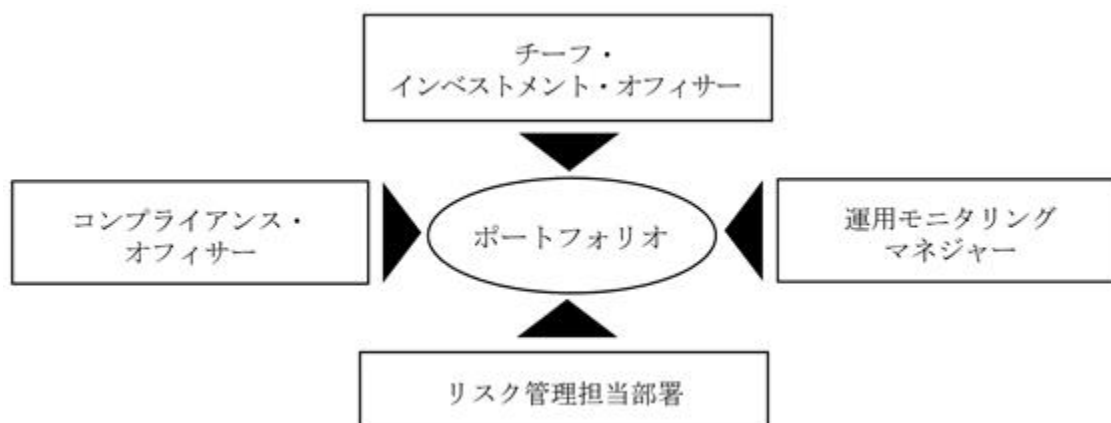 チーフ・
インベストメント・オフィサー
コンプライアンス・
オフィサー
ポートフォリオ
運用モニタリング
マネジャー
リスク管理担当部署